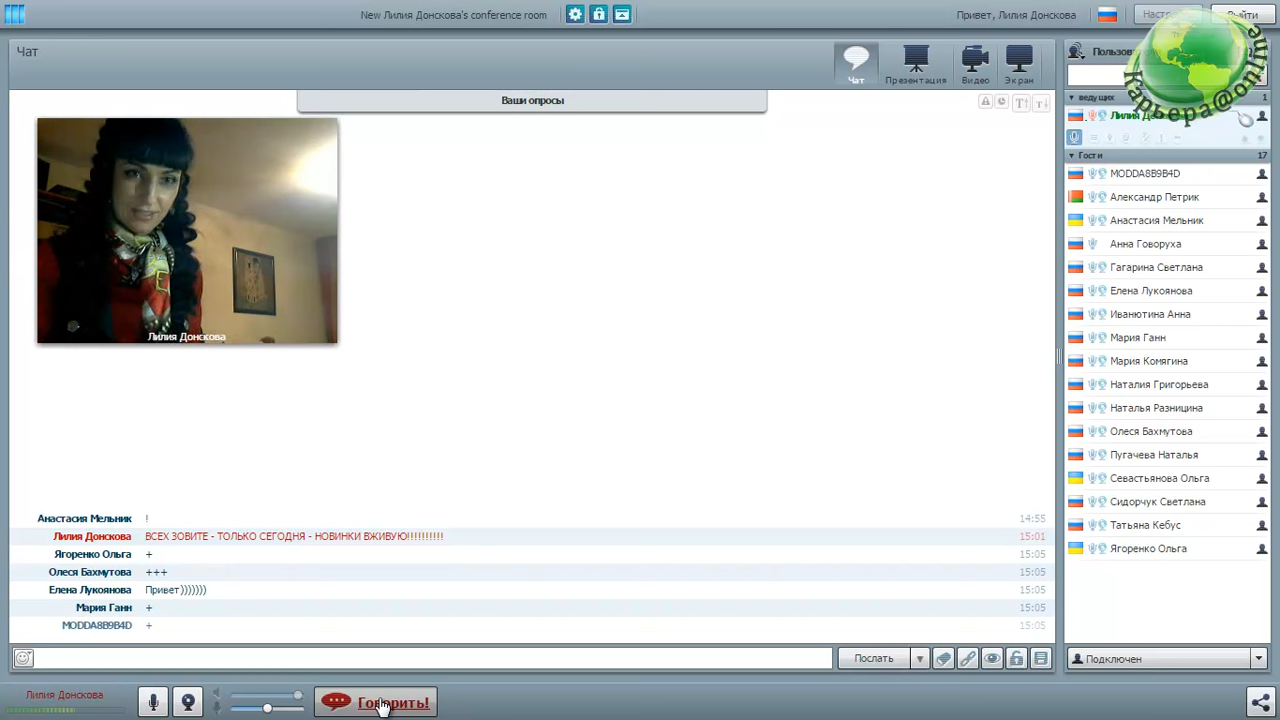 New Лилия Донскова's conference room
Привет, Лилия Донскова
Выйти
Чат
Чат
Презентация
Видео
Экран
Карьера@online
Ваши опросы
T↑
T↓
ведущих 1
Гости 17
MODDA8B9B4D
Александр Петрик
Анастасия Мельник
Анна Говоруха
Гагарина Светлана
Елена Лукоянова
Иванютина Анна
Мария Ганн
Мария Комягина
Наталия Григорьева
Наталья Разницина
Олеся Бахмутова
Пугачева Наталья
Севастьянова Ольга
Сидорчук Светлана
Татьяна Кебус
Ягоренко Ольга
Лилия Донскова
Анастасия Мельник ! 14:55
Лилия Донскова ВСЕХ ЗОВИТЕ - ТОЛЬКО СЕГОДНЯ - НОВИНКИ ВЖИВУЮ!!!!!!!!!! 15:01
Ягоренко Ольга + 15:05
Олеся Бахмутова +++ 15:05
Елена Лукоянова Привет))))))) 15:05
Мария Ганн + 15:05
MODDA8B9B4D + 15:05
Послать
Подключен
Лилия Донскова
Говорить!